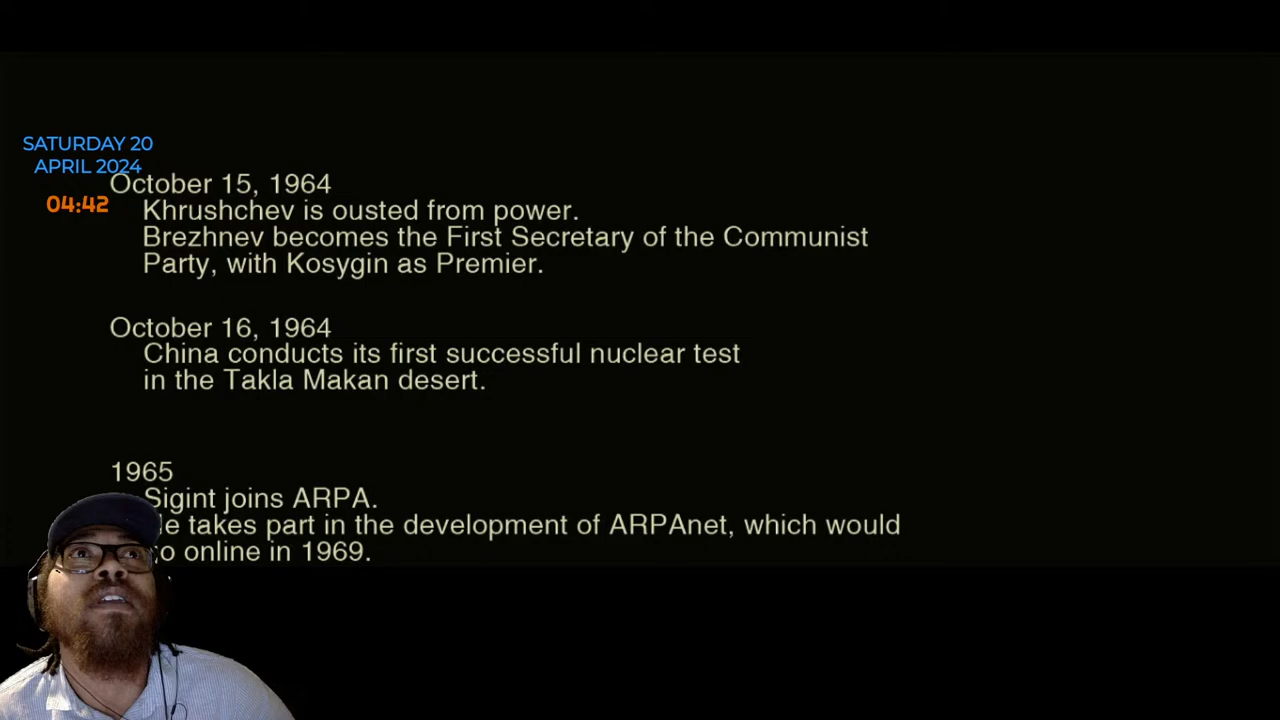 SATURDAY 20
APRIL 2024
04:42
October 15, 1964
Khrushchev is ousted from power.
Brezhnev becomes the First Secretary of the Communist
Party, with Kosygin as Premier.
October 16, 1964
China conducts its first successful nuclear test
in the Takla Makan desert.
1965
Sigint joins ARPA.
takes part in the development of ARPAnet, which would
online in 1969.